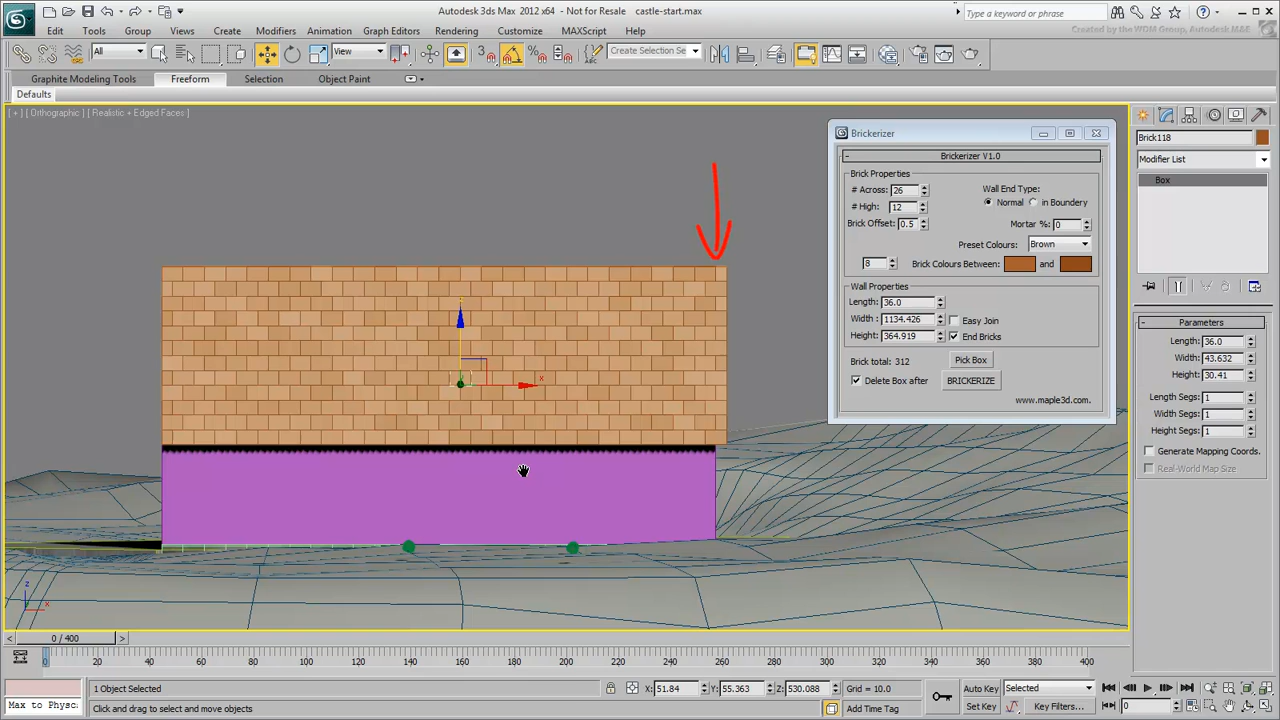 Autodesk 3ds Max 2012 x64 - Not for Resale castle-start.max
Type a keyword or phrase
Created by the WDM Group, Autodesk M&E
Edit Tools Group Views Create Modifiers Animation Graph Editors Rendering Customize MAXScript Help
All View Create Selection Se
Graphite Modeling Tools Freeform Selection Object Paint
Defaults
[ + ] [ Orthographic ] [ Realistic + Edged Faces ]
Brickerizer
Brickerizer V1.0
Brick Properties
# Across: 26
Wall End Type:
# High: 12
Normal in Boundary
Brick Offset: 0.5
Mortar %: 0
Preset Colours: Brown
8 Brick Colours Between: and
Wall Properties
Length: 36.0
Width : 1134.426 Easy Join
Height: 364.919 End Bricks
Brick total: 312 Pick Box
Delete Box after BRICKERIZE
www.maple3d.com.
Brick118
Modifier List
Box
Parameters
Length: 36.0
Width: 43.632
Height: 30.41
Length Segs: 1
Width Segs: 1
Height Segs: 1
Generate Mapping Coords.
Real-World Map Size
x
z
x
0 / 400
0 20 40 60 80 100 120 140 160 180 200 220 240 260 280 300 320 340 360 380 400
1 Object Selected X: 51.84 Y: 55.363 Z: 530.088 Grid = 10.0 Auto Key Selected
Max to Physc Click and drag to select and move objects Add Time Tag Set Key Key Filters... 0